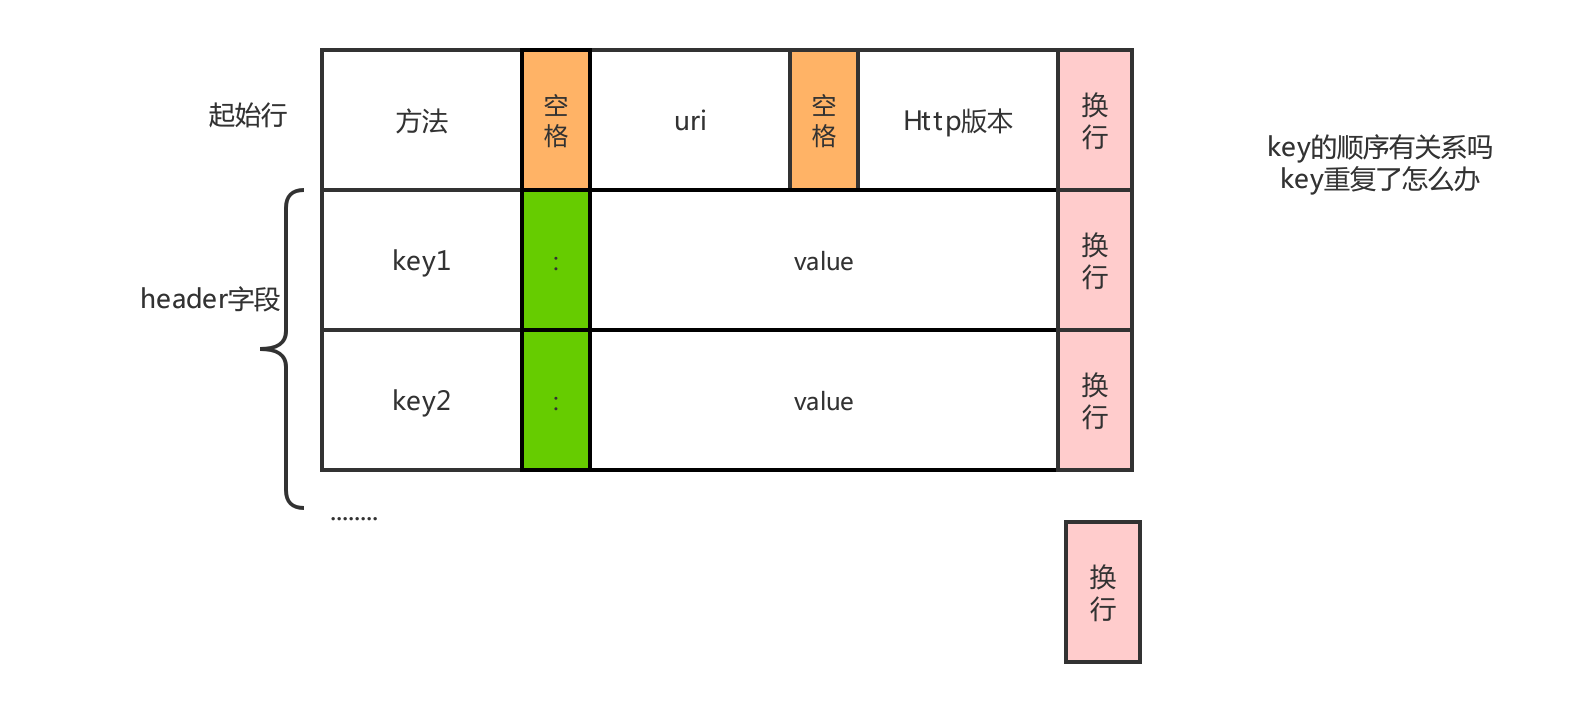 起始行
方法
空格
uri
空格
Http版本
换行
key的顺序有关系吗
key重复了怎么办
header字段
key1
:
value
换行
key2
:
value
换行
........
换行